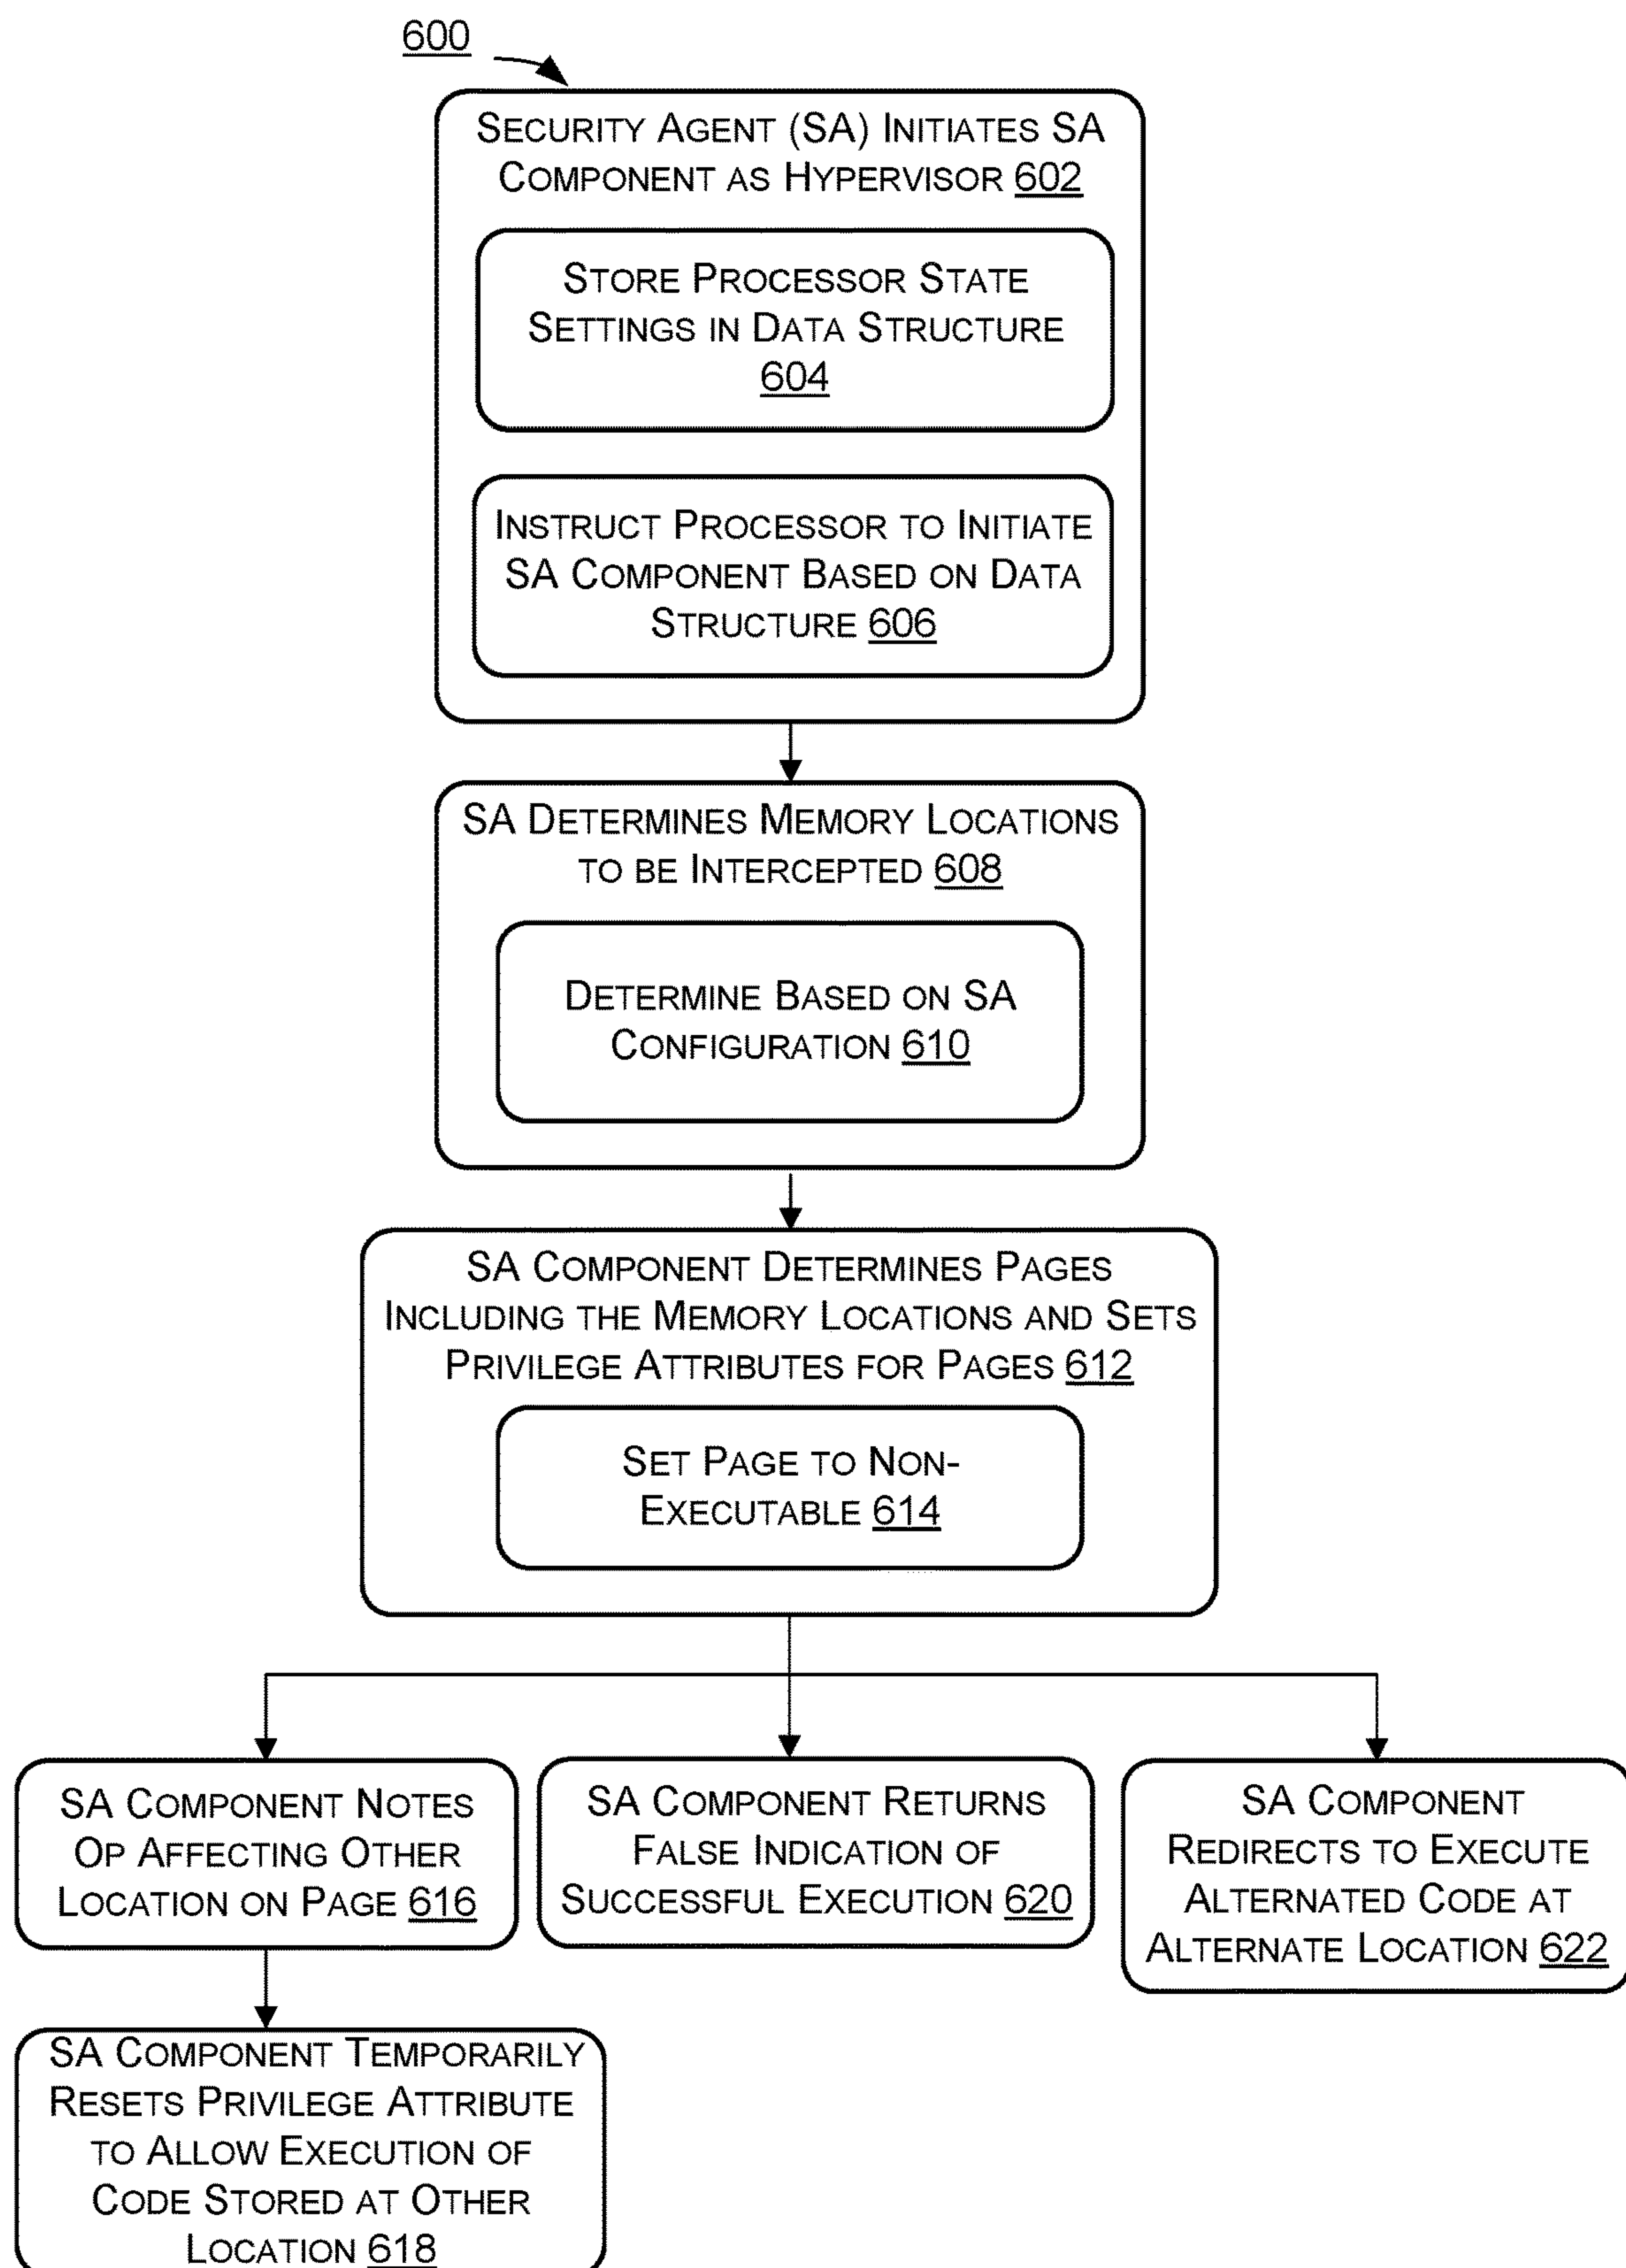 600
SECURITY AGENT (SA) INITIATES SA
COMPONENT AS HYPERVISOR 602
STORE PROCESSOR STATE
SETTINGS IN DATA STRUCTURE
604
INSTRUCT PROCESSOR TO INITIATE
SA COMPONENT BASED ON DATA
STRUCTURE 606
SA DETERMINES MEMORY LOCATIONS
TO BE INTERCEPTED 608
DETERMINE BASED ON SA
CONFIGURATION 610
SA COMPONENT DETERMINES PAGES
INCLUDING THE MEMORY LOCATIONS AND SETS
PRIVILEGE ATTRIBUTES FOR PAGES 612
SET PAGE TO NON-
EXECUTABLE 614
SA COMPONENT NOTES
OP AFFECTING OTHER
LOCATION ON PAGE 616
SA COMPONENT RETURNS
FALSE INDICATION OF
SUCCESSFUL EXECUTION 620
SA COMPONENT
REDIRECTS TO EXECUTE
ALTERNATED CODE AT
ALTERNATE LOCATION 622
SA COMPONENT TEMPORARILY
RESETS PRIVILEGE ATTRIBUTE
TO ALLOW EXECUTION OF
CODE STORED AT OTHER
LOCATION 618